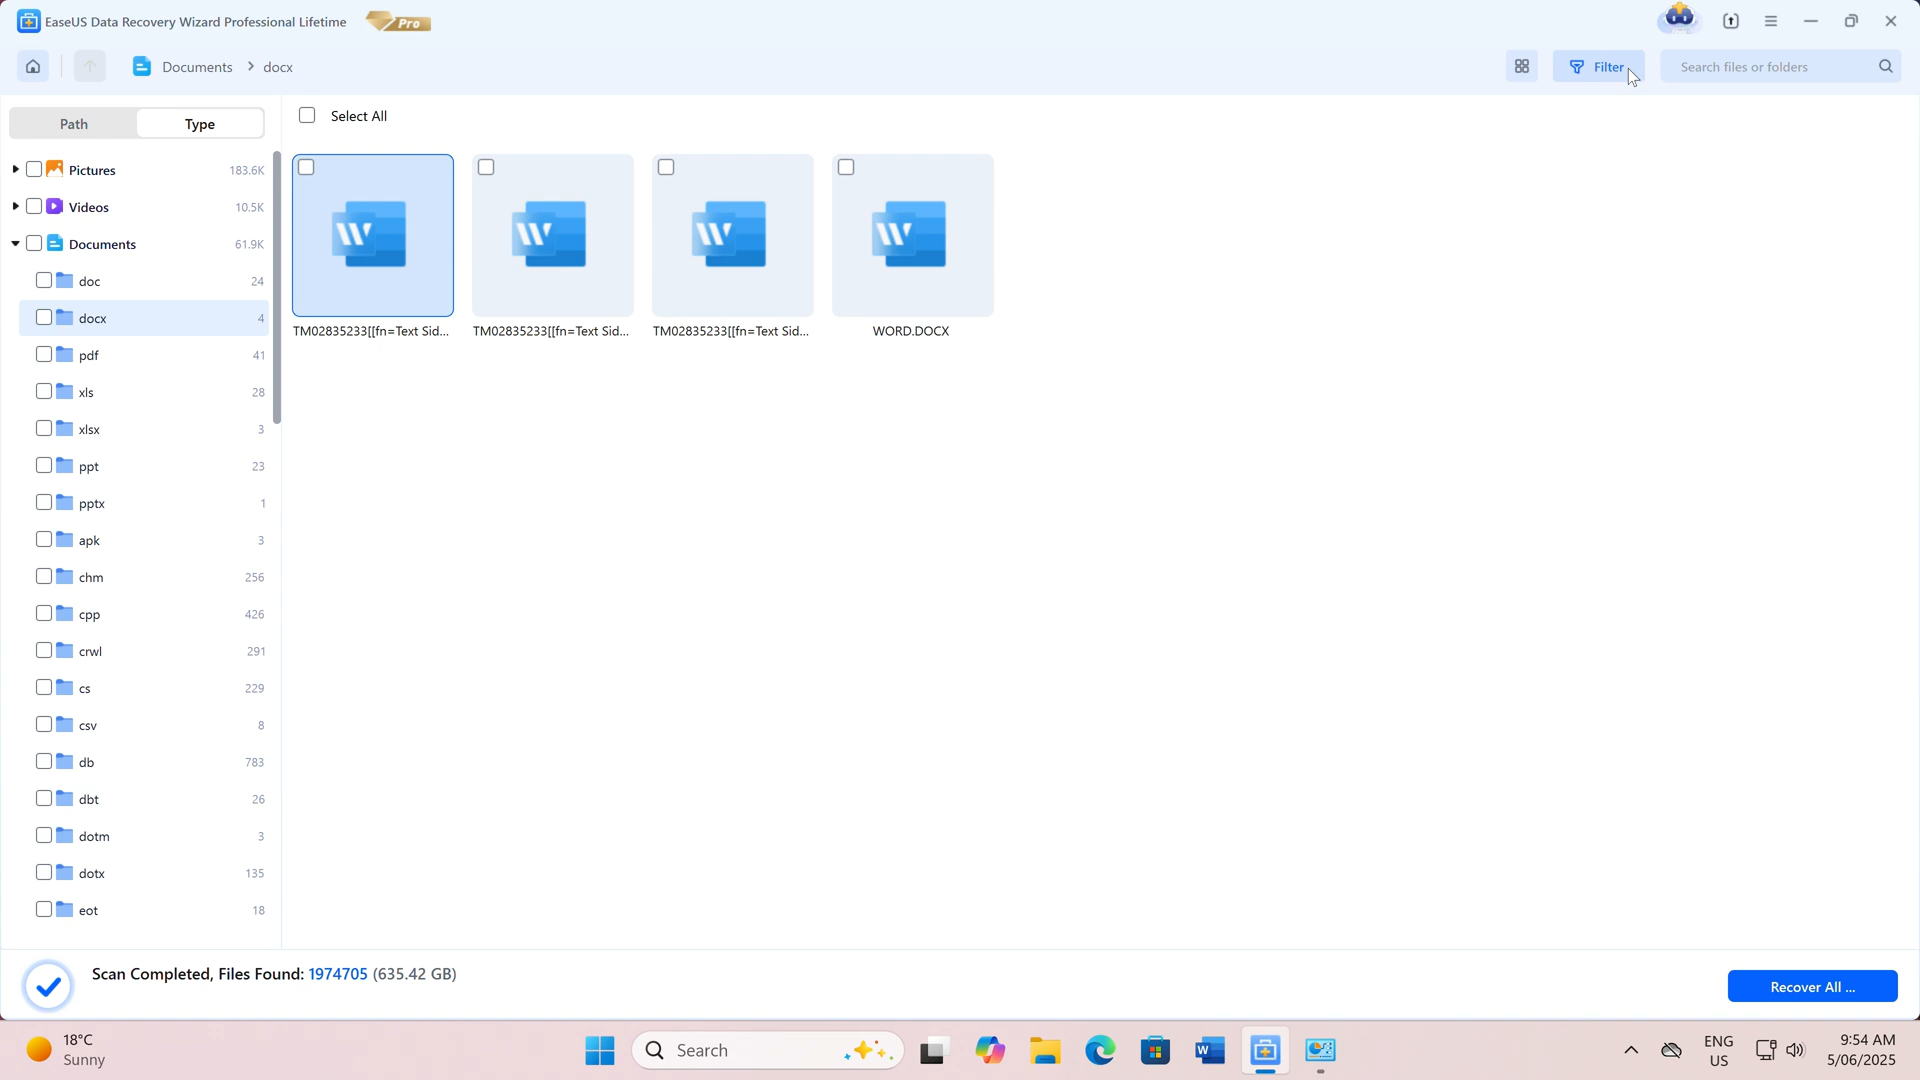 EaseUS Data Recovery Wizard Professional Lifetime Pro
Documents > docx
Filter
Search files or folders
Path Type
Select All
Pictures 183.6K
Videos 10.5K
Documents 61.9K
doc 24
docx 4
pdf 41
xls 28
xlsx 3
ppt 23
pptx 1
apk 3
chm 256
cpp 426
crwl 291
cs 229
csv 8
db 783
dbt 26
dotm 3
dotx 135
eot 18
W W W W
TM02835233[[fn=Text Sid... TM02835233[[fn=Text Sid... TM02835233[[fn=Text Sid... WORD.DOCX
Scan Completed, Files Found: 1974705 (635.42 GB)
Recover All ...
18°C
Sunny
Search
W
ENG
US
9:54 AM
5/06/2025